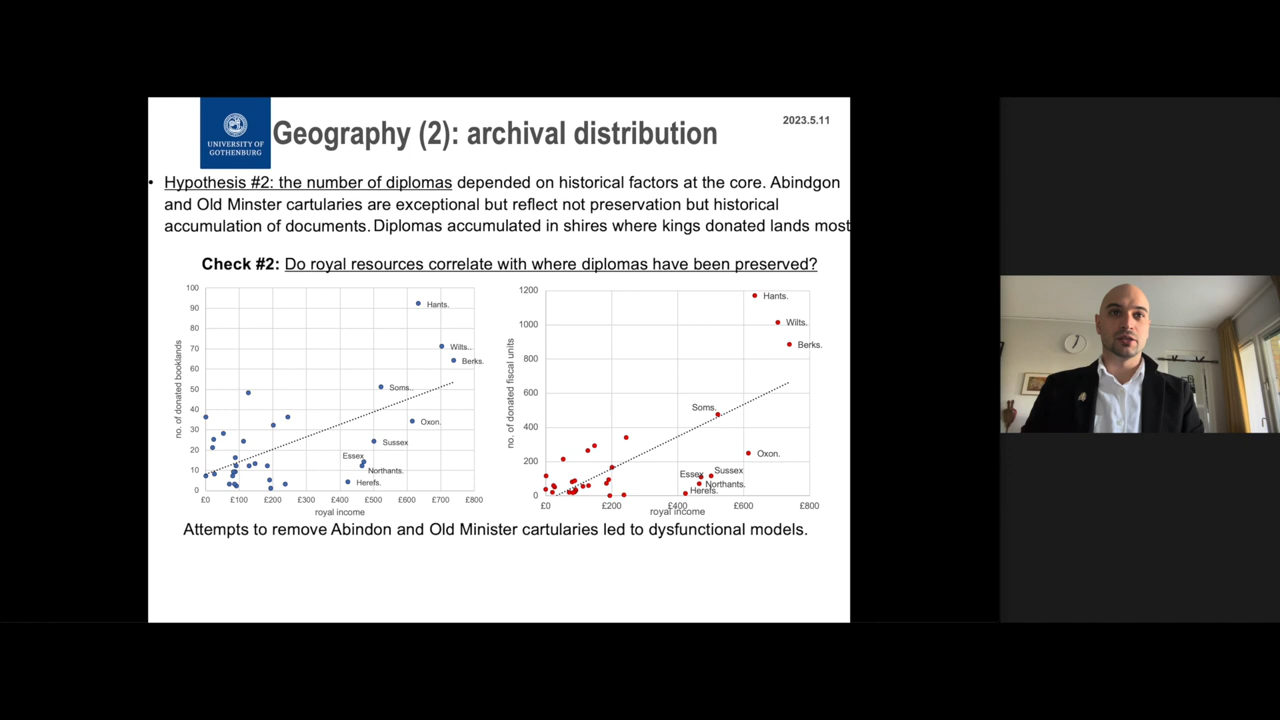 UNIVERSITY OF
GOTHENBURG
Geography (2): archival distribution
2023.5.11
• Hypothesis #2: the number of diplomas depended on historical factors at the core. Abindgon
and Old Minster cartularies are exceptional but reflect not preservation but historical
accumulation of documents. Diplomas accumulated in shires where kings donated lands most
Check #2: Do royal resources correlate with where diplomas have been preserved?
no. of donated booklands
100
90
80
70
60
50
40
30
20
10
0
Hants.
Wilts..
Berks.
Soms..
Oxon.
Sussex
Essex
Northants.
Herefs.
£0 £100 £200 £300 £400 £500 £600 £700 £800
royal income
no. of donated fiscal units
1200
1000
800
600
400
200
0
Hants.
Wilts.
Berks.
Soms.
Oxon.
Essex Sussex
Northants.
Herefs.
£0 £200 £400 £600 £800
royal income
Attempts to remove Abindon and Old Minister cartularies led to dysfunctional models.